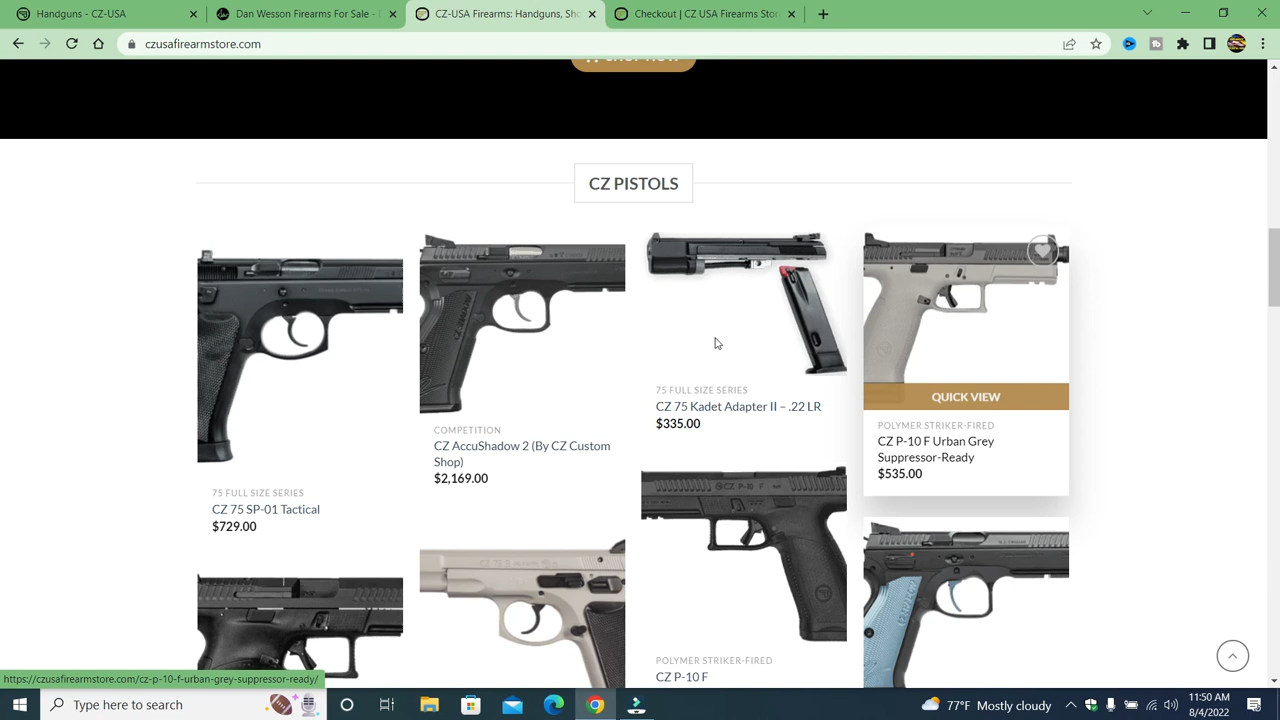 Handguns - CZ-USA
Dan Wesson Firearms For Sale - D
CZ-USA Firearms: Handguns, Sho
Checkout | CZ USA Firearms Store
czusafirearmstore.com
SHOP NOW
CZ PISTOLS
75 FULL SIZE SERIES
CZ 75 SP-01 Tactical
$729.00
COMPETITION
CZ AccuShadow 2 (By CZ Custom
Shop)
$2,169.00
75 FULL SIZE SERIES
CZ 75 Kadet Adapter II – .22 LR
$335.00
POLYMER STRIKER-FIRED
CZ P-10 F
QUICK VIEW
POLYMER STRIKER-FIRED
CZ P-10 F Urban Grey
Suppressor-Ready
$535.00
https://czusafirearmstore.com/cz-p-10-f-urban-grey-suppressor-ready/
Type here to search
77°F Mostly cloudy
11:50 AM
8/4/2022